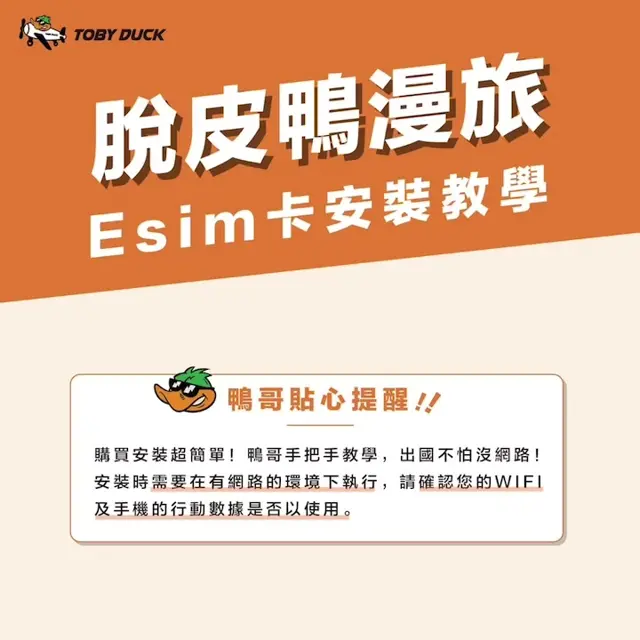 TOBY DUCK
脫皮鴨漫旅
Esim卡安裝教學
鴨哥貼心提醒!!
購買安裝超簡單!鴨哥手把手教學,出國不怕沒網路!
安裝時需要在有網路的環境下執行,請確認您的WIFI
及手機的行動數據是否以使用。